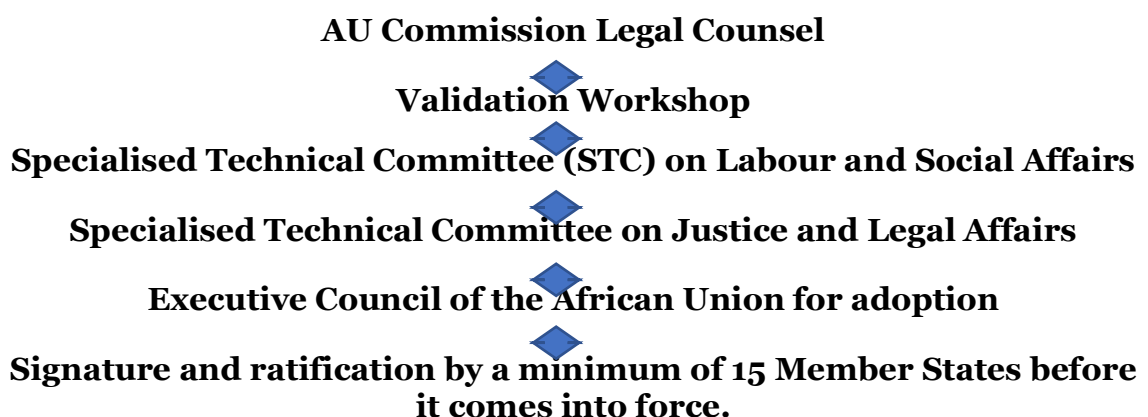 AU Commission Legal Counsel
Validation Workshop
Specialised Technical Committee (STC) on Labour and Social Affairs
Specialised Technical Committee on Justice and Legal Affairs
Executive Council of the African Union for adoption
Signature and ratification by a minimum of 15 Member States before
it comes into force.